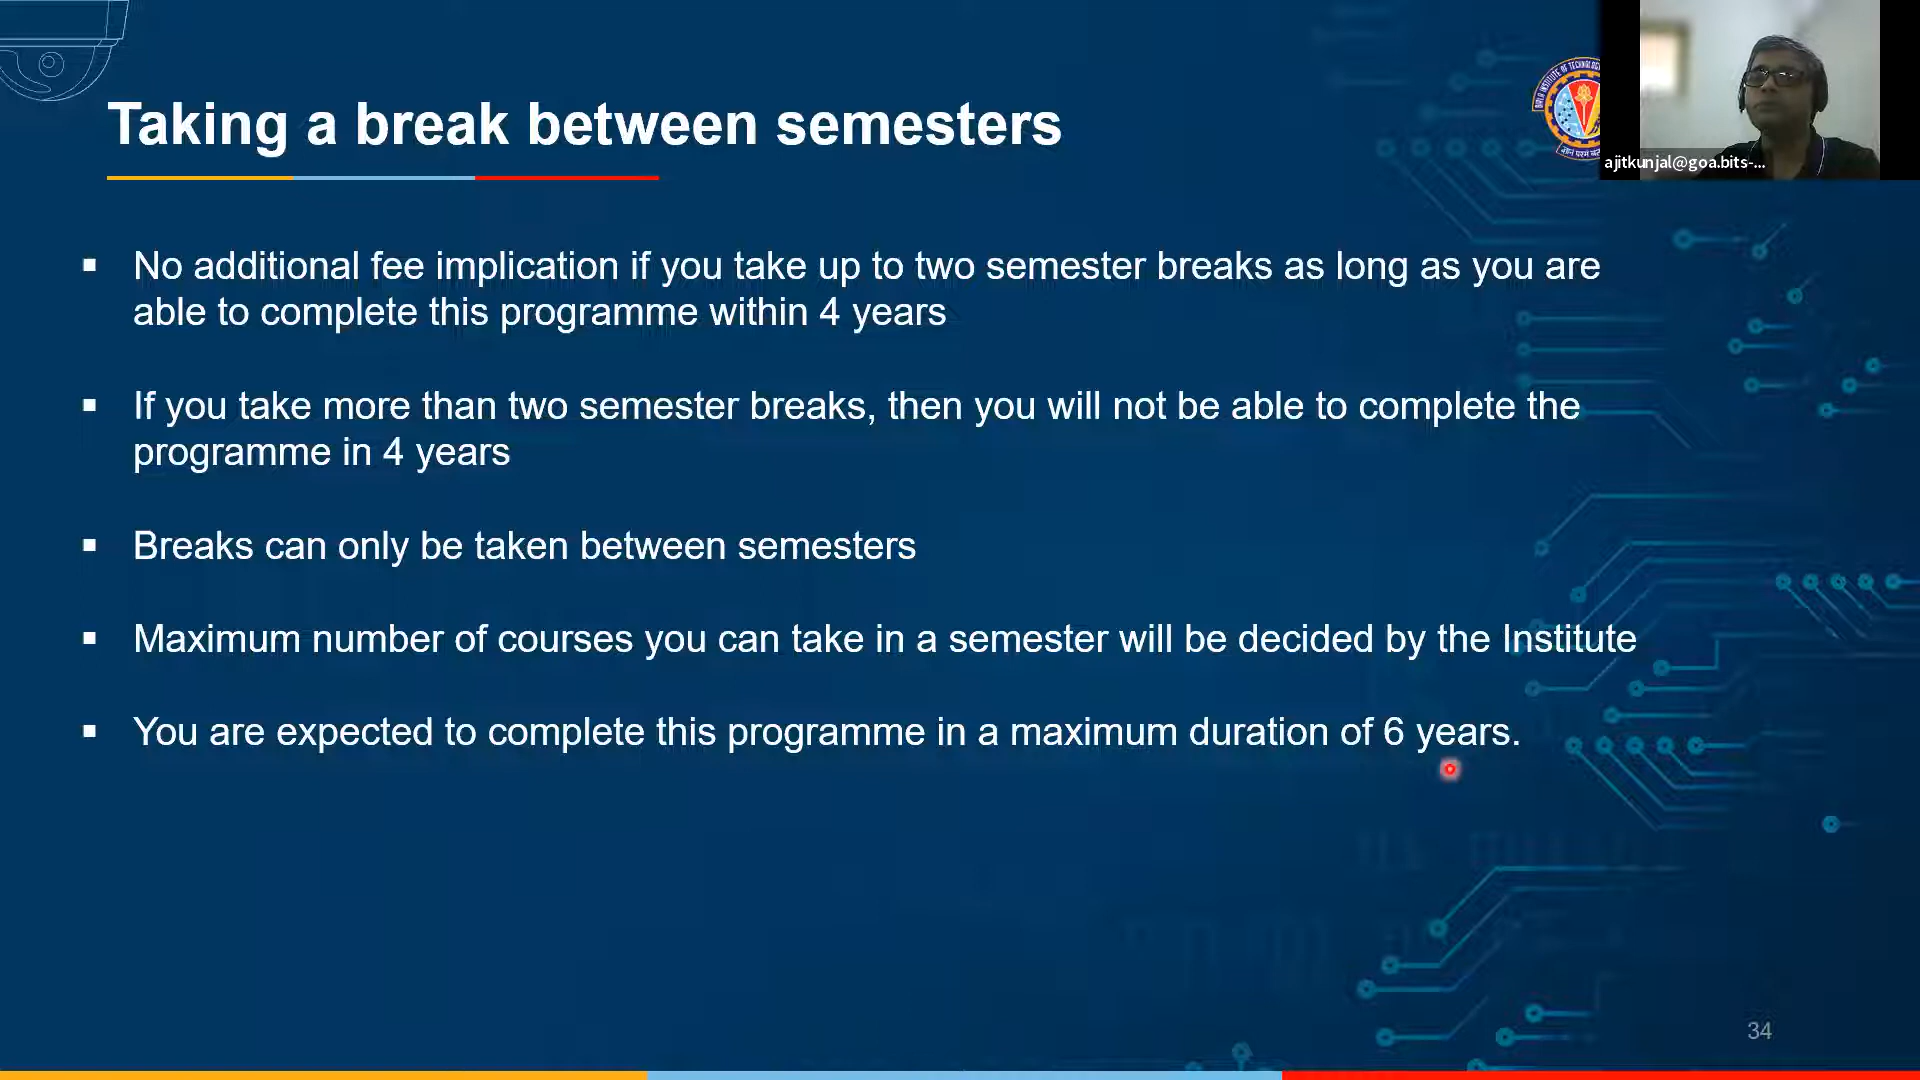 Taking a break between semesters
ajitkunjal@goa.bits-...
▪ No additional fee implication if you take up to two semester breaks as long as you are
able to complete this programme within 4 years
▪ If you take more than two semester breaks, then you will not be able to complete the
programme in 4 years
▪ Breaks can only be taken between semesters
▪ Maximum number of courses you can take in a semester will be decided by the Institute
▪ You are expected to complete this programme in a maximum duration of 6 years.
34